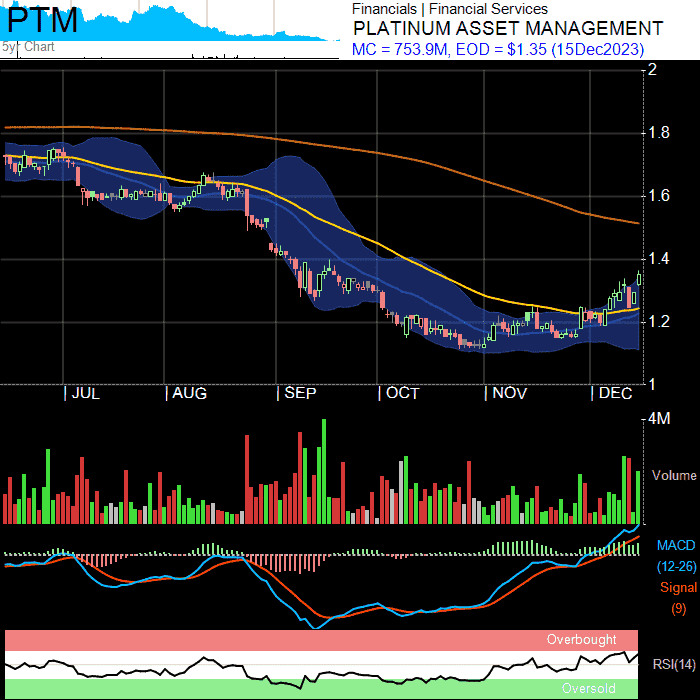 PTM
5yr Chart
Financials | Financial Services
PLATINUM ASSET MANAGEMENT
MC = 753.9M, EOD = $1.35 (15Dec2023)
2
1.8
1.6
1.4
1.2
1
| JUL | AUG | SEP | OCT | NOV | DEC
4M
Volume
MACD
(12-26)
Signal
(9)
Overbought
RSI(14)
Oversold